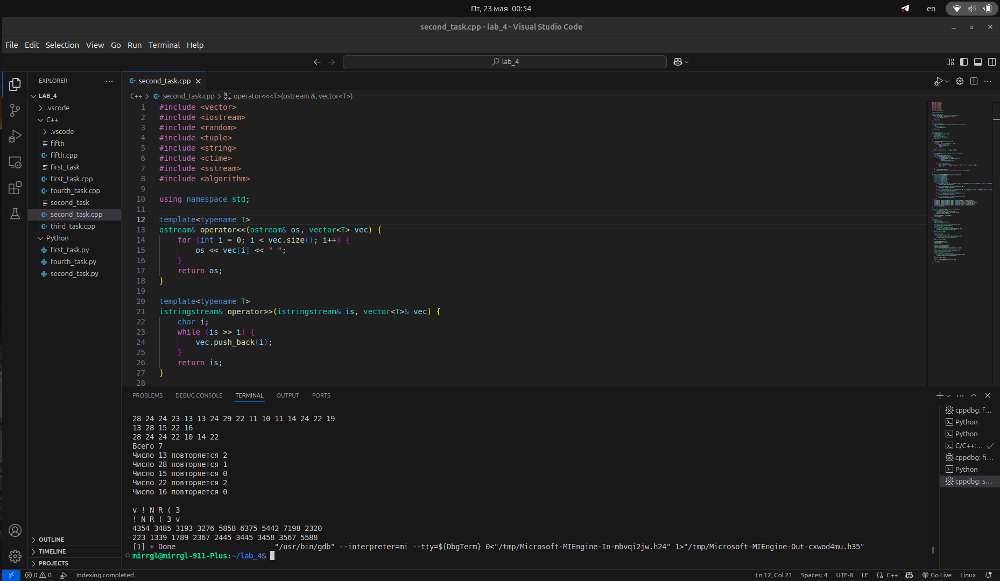 Пт, 23 мая 00:54
en
second_task.cpp - lab_4 - Visual Studio Code
File Edit Selection View Go Run Terminal Help
lab_4
EXPLORER
LAB_4
.vscode
C++
.vscode
fifth
fifth.cpp
first_task
first_task.cpp
fourth_task.cpp
second_task
second_task.cpp
third_task.cpp
Python
first_task.py
fourth_task.py
second_task.py
OUTLINE
TIMELINE
PROJECTS
second_task.cpp
C++ > second_task.cpp > operator<<<T>(ostream &, vector<T>)
1 #include <vector>
2 #include <iostream>
3 #include <random>
4 #include <tuple>
5 #include <string>
6 #include <ctime>
7 #include <sstream>
8 #include <algorithm>
9
10 using namespace std;
11
12 template<typename T>
13 ostream& operator<<(ostream& os, vector<T> vec) {
14 for (int i = 0; i < vec.size(); i++) {
15 os << vec[i] << " ";
16 }
17 return os;
18 }
19
20 template<typename T>
21 istringstream& operator>>(istringstream& is, vector<T>& vec) {
22 char i;
23 while (is >> i) {
24 vec.push_back(i);
25 }
26 return is;
27 }
28
PROBLEMS DEBUG CONSOLE TERMINAL OUTPUT PORTS
28 24 24 23 13 13 24 29 22 11 10 11 14 24 22 19
13 28 15 22 16
28 24 24 22 10 14 22
Всего 7
Число 13 повторяется 2
Число 28 повторяется 1
Число 15 повторяется 0
Число 22 повторяется 2
Число 16 повторяется 0
v ! N R ( 3
! N R ( 3 v
4354 3485 3193 3276 5858 6375 5442 7198 2320
223 1339 1789 2367 2445 3445 3458 3567 5588
[1] + Done "/usr/bin/gdb" --interpreter=mi --tty=${DbgTerm} 0<"/tmp/Microsoft-MIEngine-In-mbvqi2jw.h24" 1>"/tmp/Microsoft-MIEngine-Out-cxwod4mu.h35"
mirrgl@mirrgl-911-Plus:~/lab_4$
cppdbg: f...
Python
Python
C/C++:...
cppdbg: fi...
Python
cppdbg: s...
0 0 Indexing completed.
Ln 12, Col 21 Spaces: 4 UTF-8 LF C++ Go Live Linux